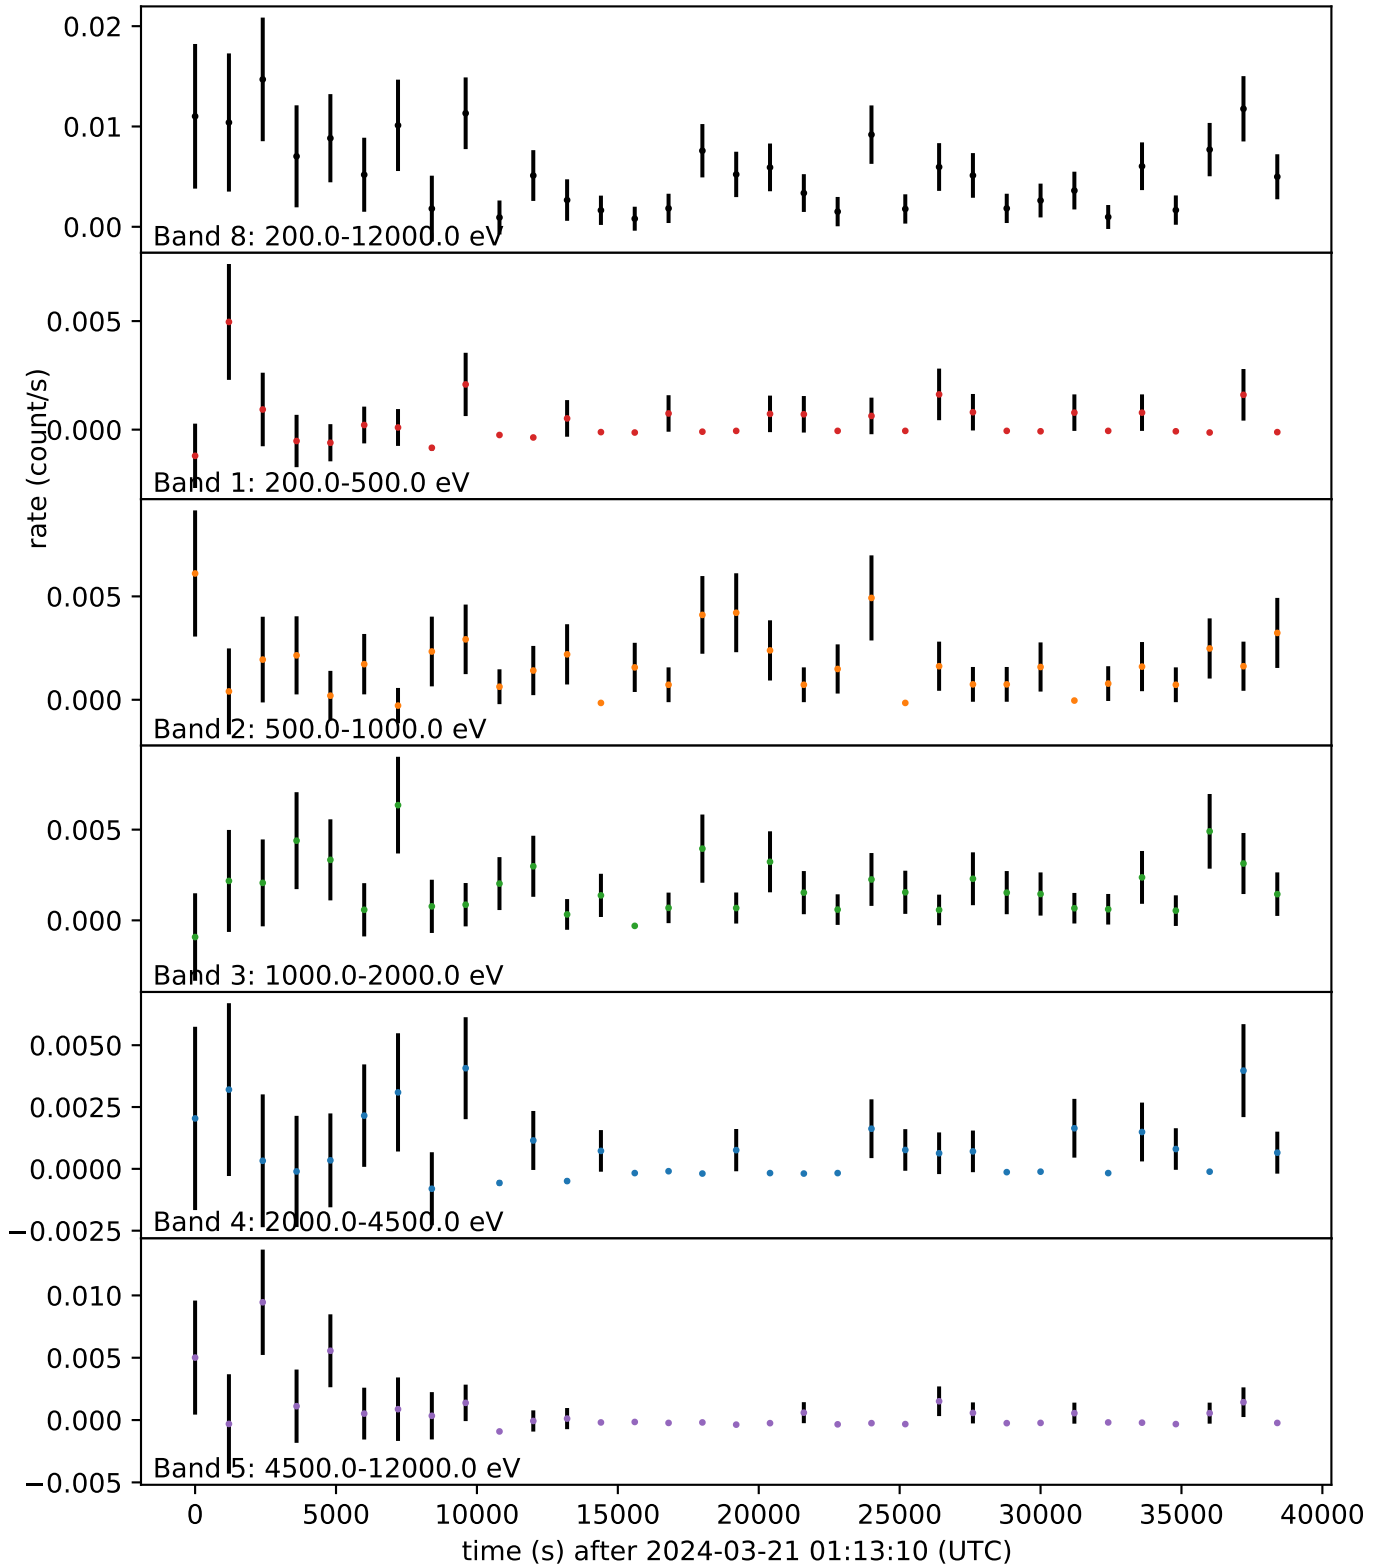 0.02
0.01
0.00
Band 8: 200.0-12000.0 eV
0.005
0.000
Band 1: 200.0-500.0 eV
rate (count/s)
0.005
0.000
Band 2: 500.0-1000.0 eV
0.005
0.000
Band 3: 1000.0-2000.0 eV
0.0050
0.0025
0.0000
−0.0025
Band 4: 2000.0-4500.0 eV
0.010
0.005
0.000
−0.005
Band 5: 4500.0-12000.0 eV
0 5000 10000 15000 20000 25000 30000 35000 40000
time (s) after 2024-03-21 01:13:10 (UTC)